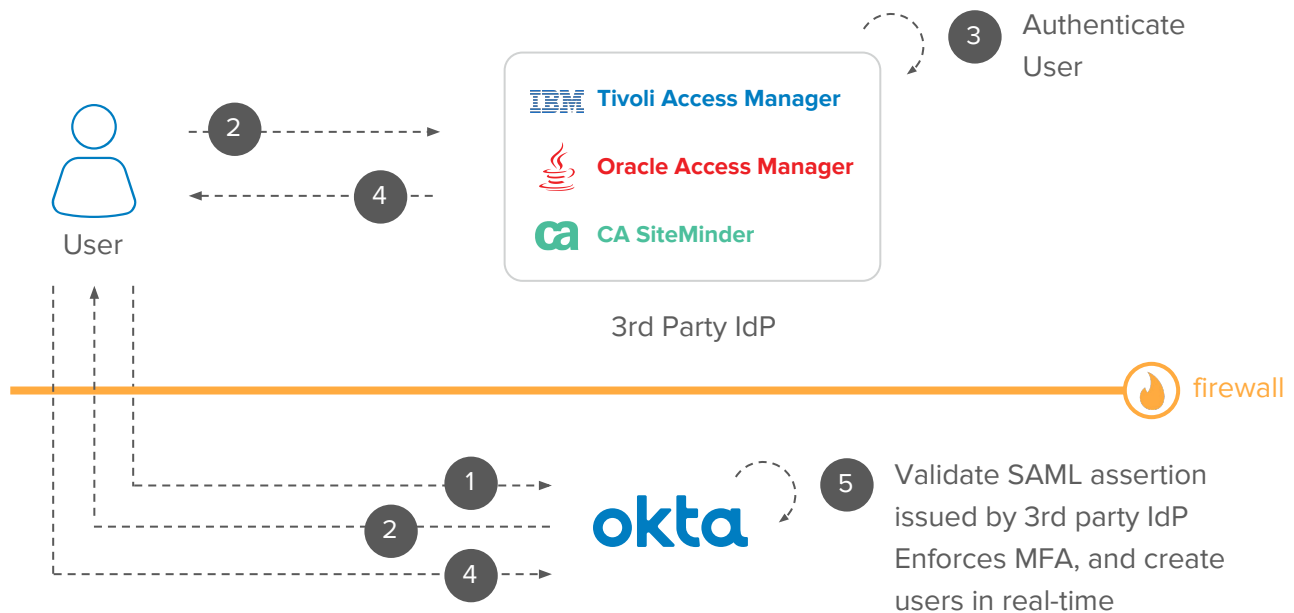 3 Authenticate
User
IBM Tivoli Access Manager
2
Oracle Access Manager
4
ca CA SiteMinder
User
3rd Party IdP
firewall
1
2
4
okta
5 Validate SAML assertion
issued by 3rd party IdP
Enforces MFA, and create
users in real-time